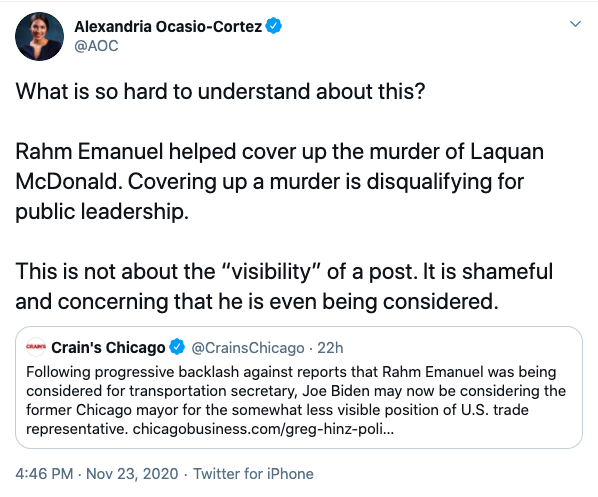 Alexandria Ocasio-Cortez
@AOC
What is so hard to understand about this?
Rahm Emanuel helped cover up the murder of Laquan
McDonald. Covering up a murder is disqualifying for
public leadership.
This is not about the “visibility” of a post. It is shameful
and concerning that he is even being considered.
CRAIN'S Crain's Chicago @CrainsChicago · 22h
Following progressive backlash against reports that Rahm Emanuel was being
considered for transportation secretary, Joe Biden may now be considering the
former Chicago mayor for the somewhat less visible position of U.S. trade
representative. chicagobusiness.com/greg-hinz-poli...
4:46 PM · Nov 23, 2020 · Twitter for iPhone